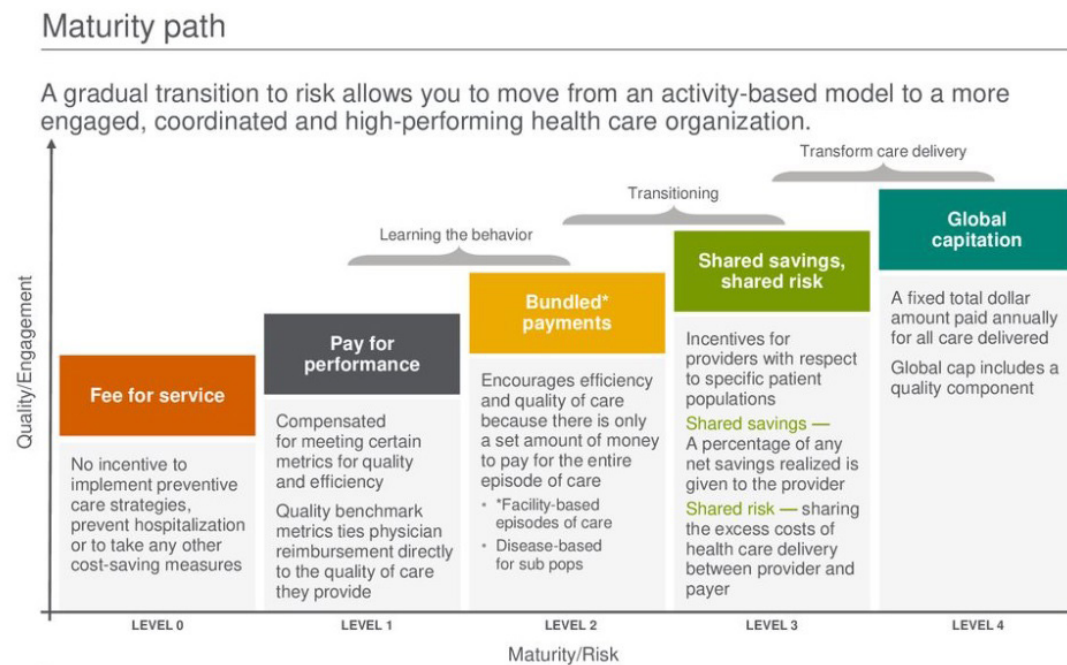 Maturity path
A gradual transition to risk allows you to move from an activity-based model to a more
engaged, coordinated and high-performing health care organization.
Transform care delivery
Transitioning
Learning the behavior
Quality/Engagement
Fee for service
No incentive to
implement preventive
care strategies,
prevent hospitalization
or to take any other
cost-saving measures
LEVEL 0
Pay for
performance
Compensated
for meeting certain
metrics for quality
and efficiency
Quality benchmark
metrics ties physician
reimbursement directly
to the quality of care
they provide
LEVEL 1
Bundled*
payments
Encourages efficiency
and quality of care
because there is only
a set amount of money
to pay for the entire
episode of care
• *Facility-based
episodes of care
• Disease-based
for sub pops
LEVEL 2
Shared savings,
shared risk
Incentives for
providers with respect
to specific patient
populations
Shared savings —
A percentage of any
net savings realized is
given to the provider
Shared risk — sharing
the excess costs of
health care delivery
between provider and
payer
LEVEL 3
Global
capitation
A fixed total dollar
amount paid annually
for all care delivered
Global cap includes a
quality component
LEVEL 4
Maturity/Risk